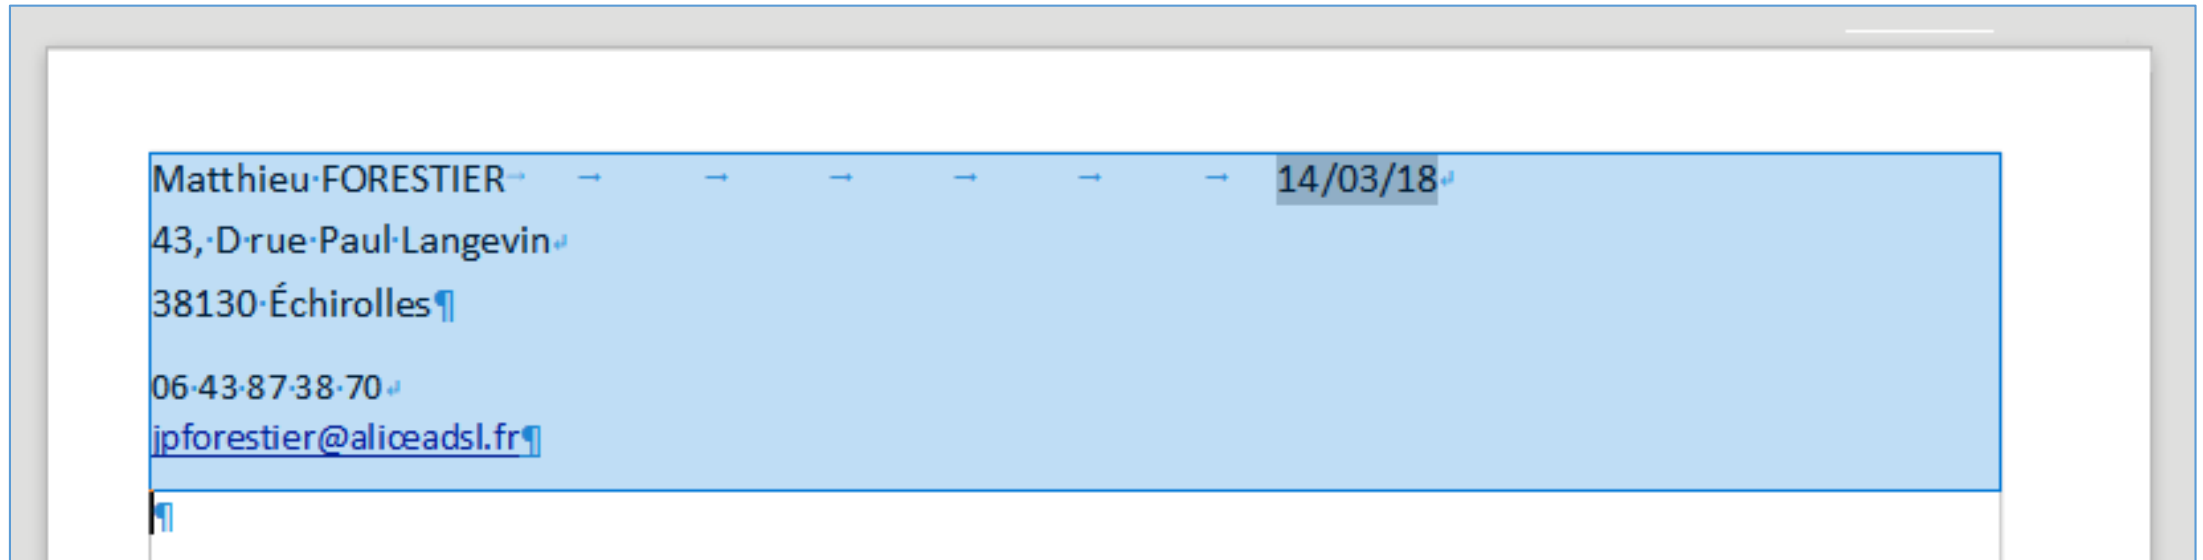 Matthieu FORESTIER 14/03/18
43, D rue Paul Langevin
38130 Échirolles
06 43 87 38 70
jpforestier@aliceadsl.fr